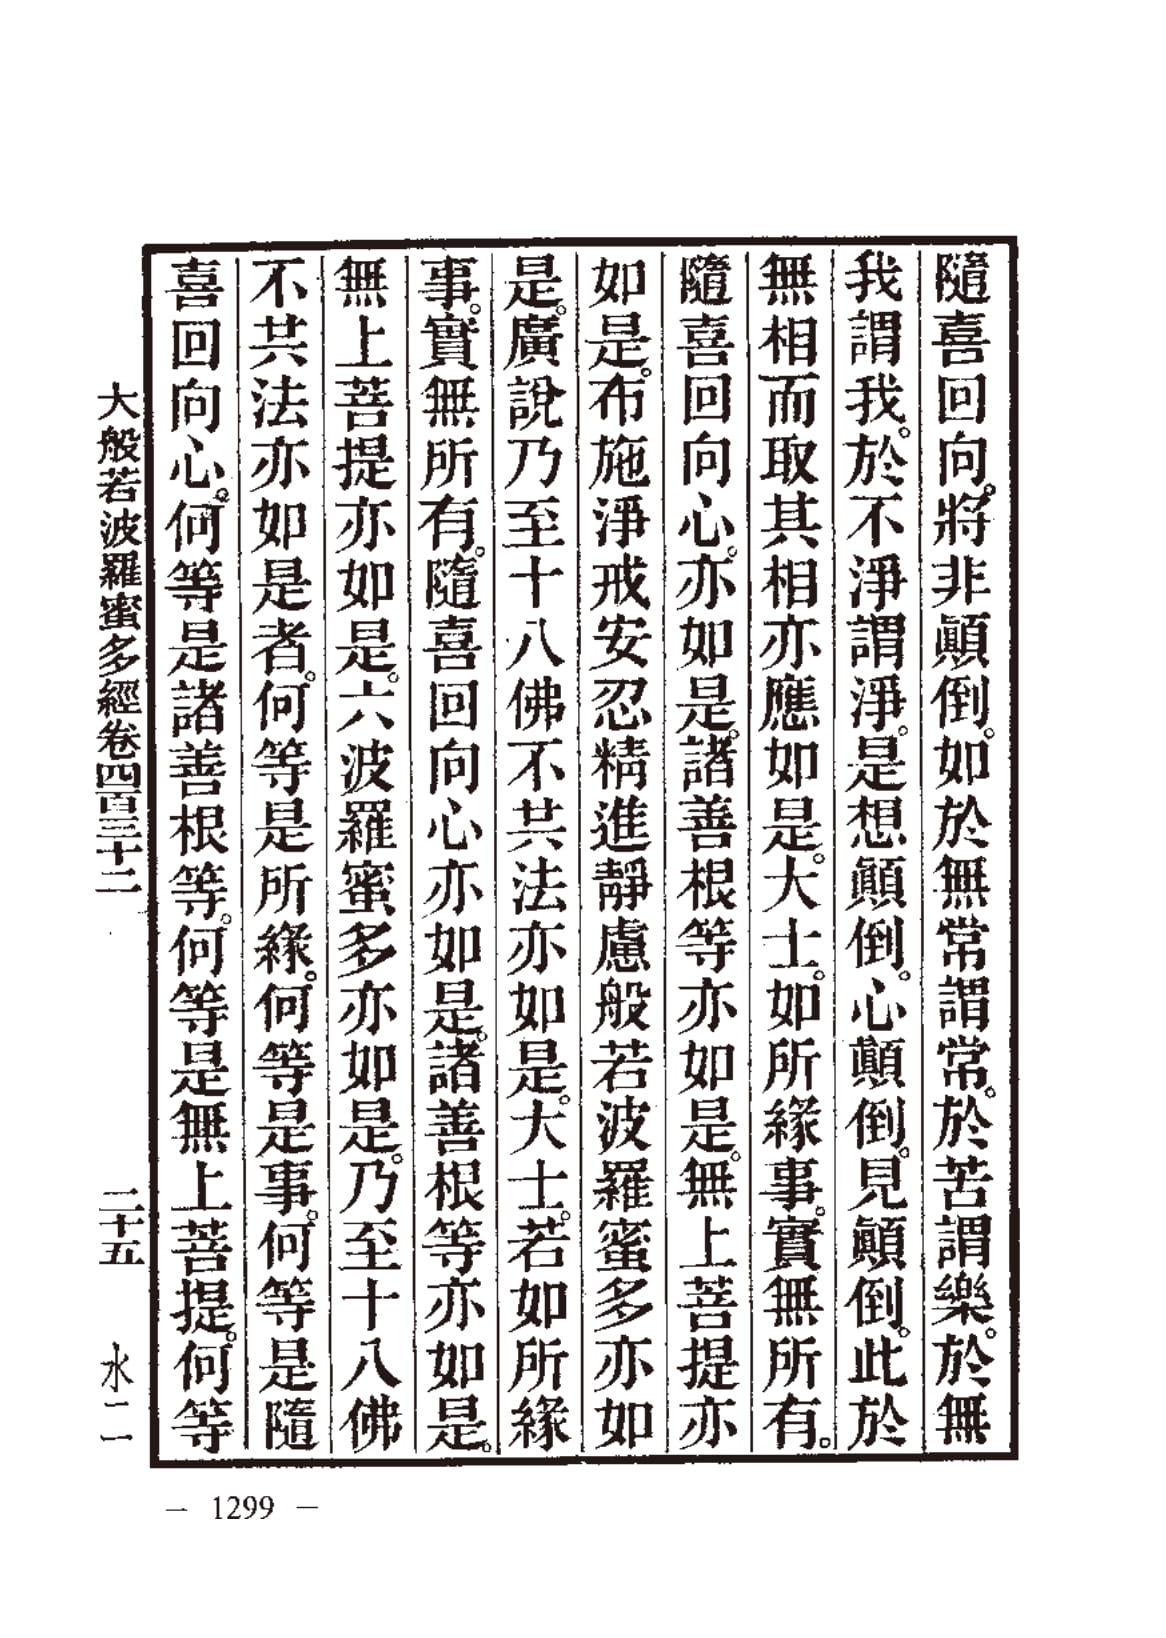 隨喜回向。將非顚倒。如於無常謂常。於苦謂樂。於無
我謂我。於不淨謂淨。是想顚倒。心顚倒。見顚倒。此於
無相而取其相亦應如是。大士。如所緣事。實無所有。
隨喜回向心。亦如是。諸善根等亦如是。無上菩提亦
如是。布施淨戒安忍精進靜慮般若波羅蜜多亦如
是。廣說乃至十八佛不共法亦如是。大士。若如所緣
事。實無所有。隨喜回向心亦如是。諸善根等亦如是。
無上菩提亦如是。六波羅蜜多亦如是。乃至十八佛
不共法亦如是者。何等是所緣。何等是事。何等是隨
喜回向心。何等是諸善根等。何等是無上菩提。何等
大般若波羅蜜多經卷四百三十二 二十五 水二
— 1299 —